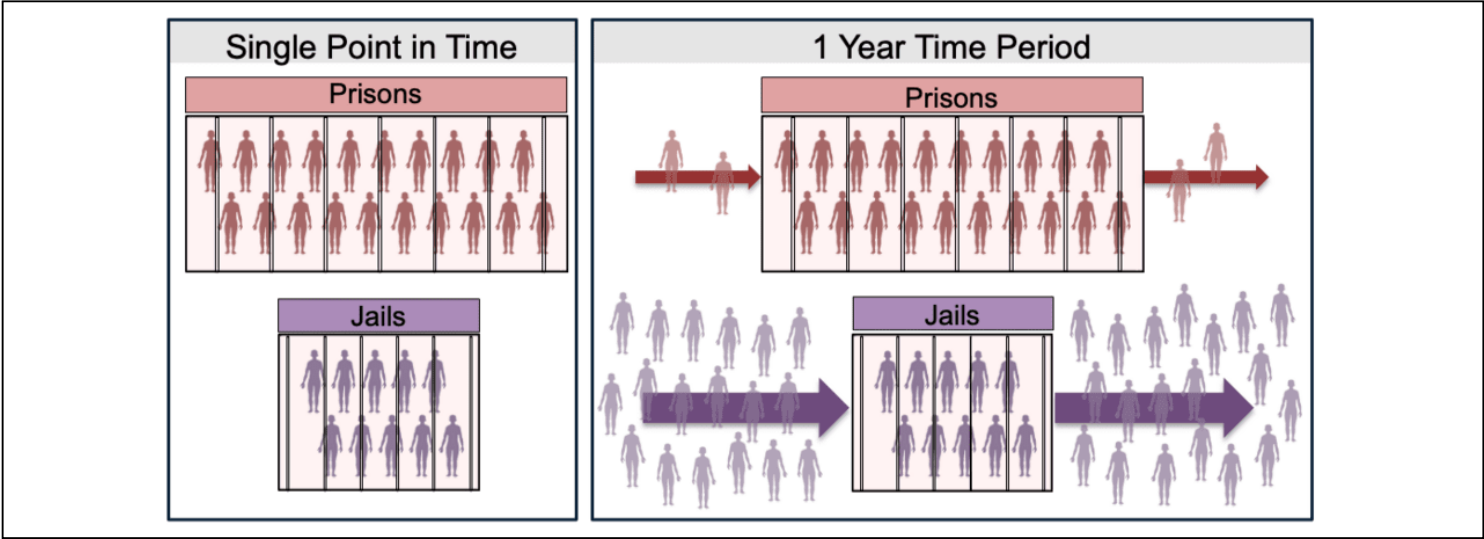 Single Point in Time
Prisons
Jails
1 Year Time Period
Prisons
Jails